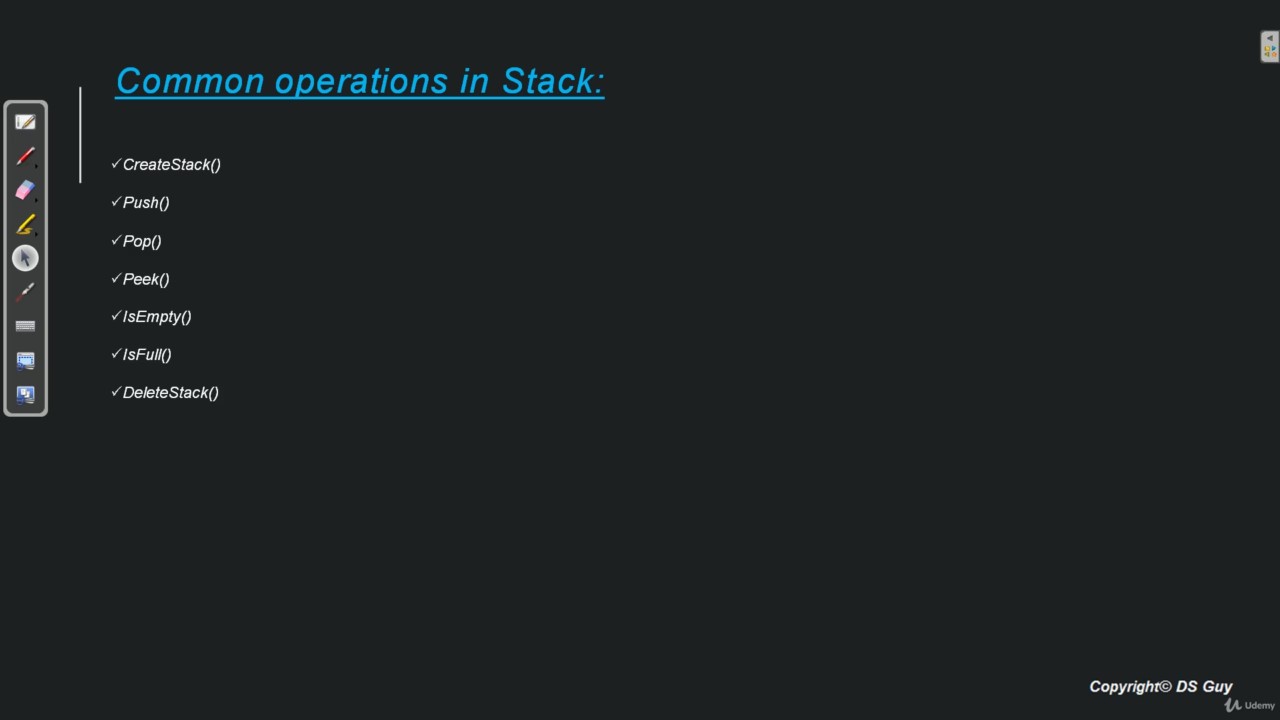 Common operations in Stack:
✓CreateStack()
✓Push()
✓Pop()
✓Peek()
✓IsEmpty()
✓IsFull()
✓DeleteStack()
Copyright© DS Guy
Udemy